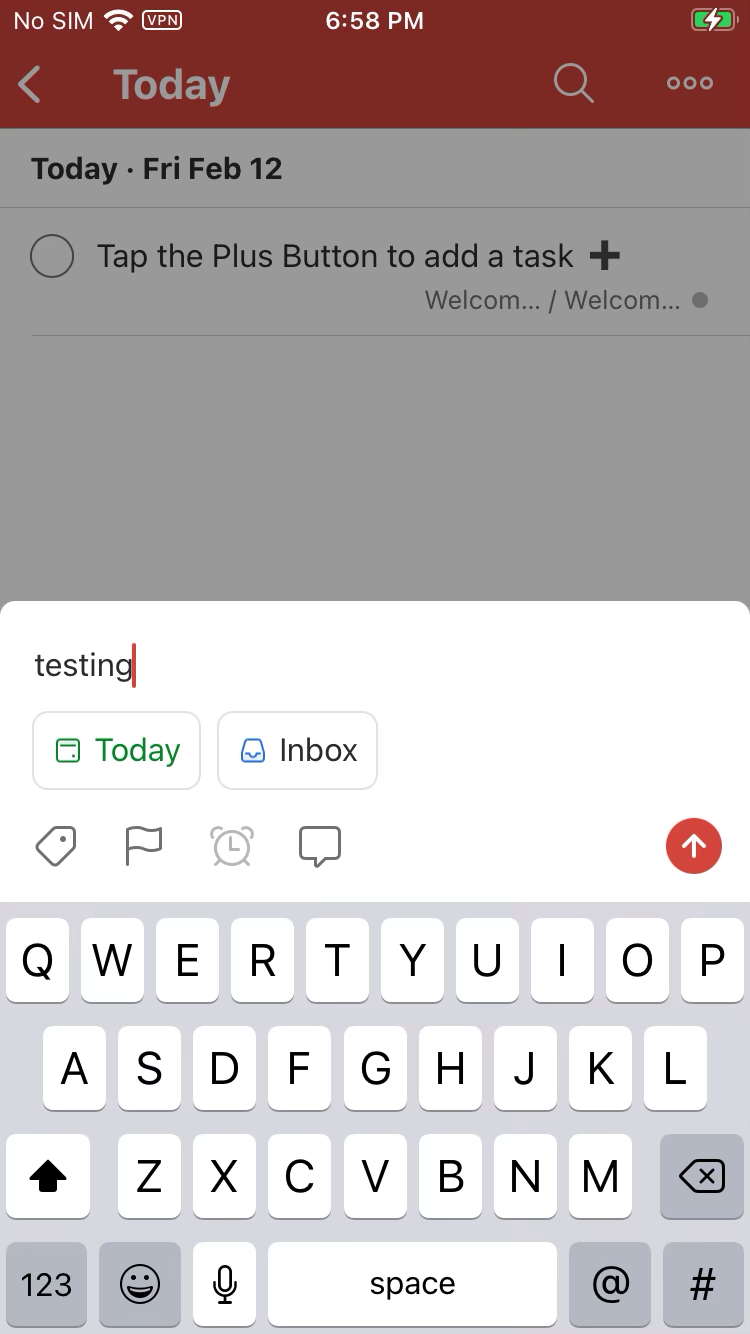 No SIM VPN 6:58 PM
Today
Today · Fri Feb 12
Tap the Plus Button to add a task ➕
Welcom... / Welcom...
testing
Today Inbox
Q W E R T Y U I O P
A S D F G H J K L
Z X C V B N M
123 space @ #